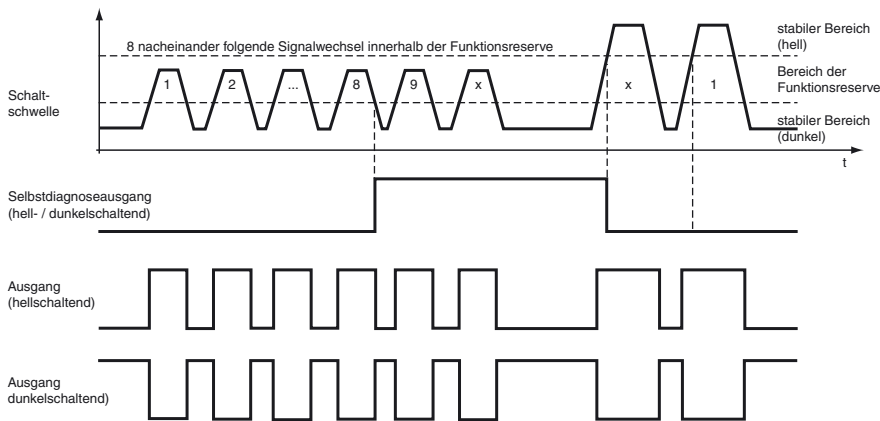 8 nacheinander folgende Signalwechsel innerhalb der Funktionsreserve
stabiler Bereich
(hell)
Bereich der
Funktionsreserve
stabiler Bereich
(dunkel)
Schalt-
schwelle
1 2 ... 8 9 x x 1
t
Selbstdiagnoseausgang
(hell- / dunkelschaltend)
Ausgang
(hellschaltend)
Ausgang
dunkelschaltend)